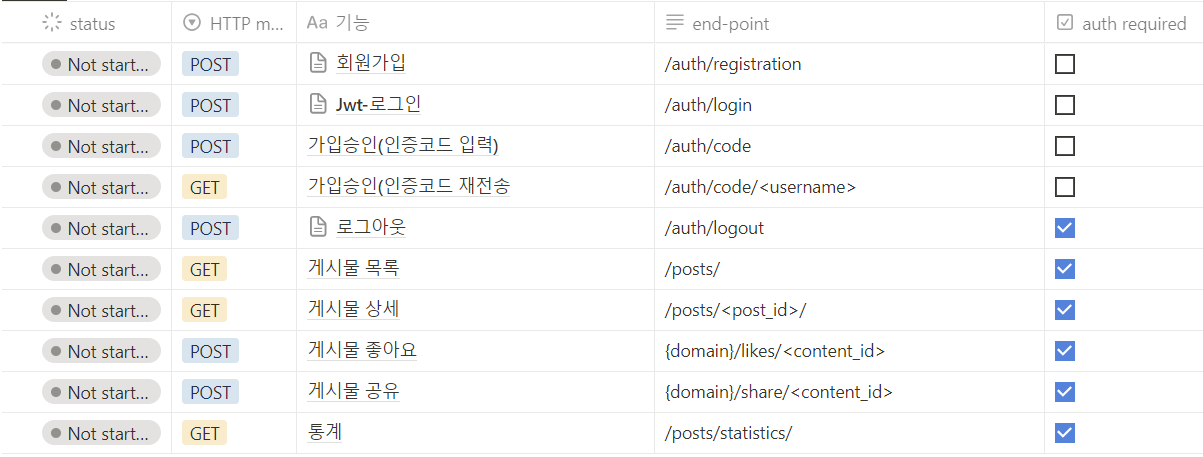 status HTTP m... Aa 기능 end-point auth required
Not start... POST 회원가입 /auth/registration
Not start... POST Jwt-로그인 /auth/login
Not start... POST 가입승인(인증코드 입력) /auth/code
Not start... GET 가입승인(인증코드 재전송 /auth/code/<username>
Not start... POST 로그아웃 /auth/logout
Not start... GET 게시물 목록 /posts/
Not start... GET 게시물 상세 /posts/<post_id>/
Not start... POST 게시물 좋아요 {domain}/likes/<content_id>
Not start... POST 게시물 공유 {domain}/share/<content_id>
Not start... GET 통계 /posts/statistics/